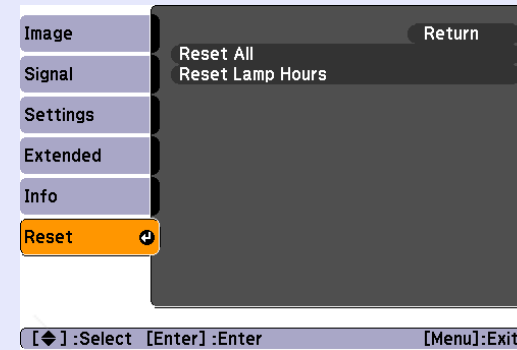 Image
Signal
Settings
Extended
Info
Reset
Return
Reset All
Reset Lamp Hours
[◆] :Select [Enter] :Enter [Menu]:Exit